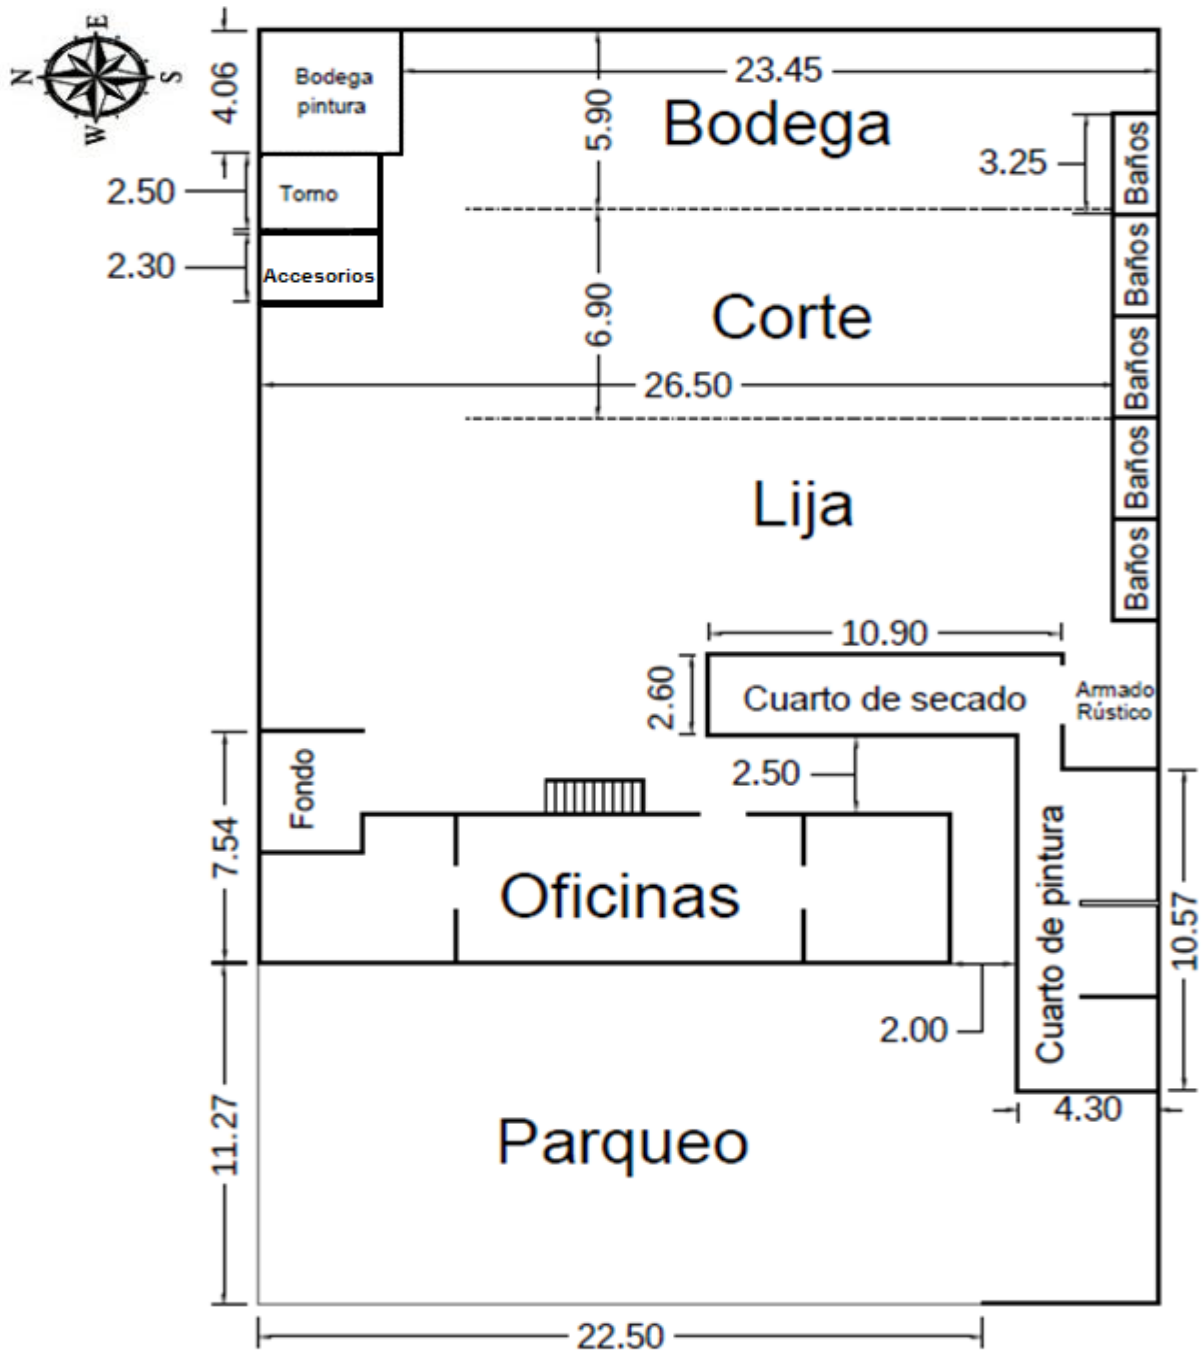 E
N
S
W
4.06
Bodega
pintura
23.45
5.90
Bodega
3.25
Baños
2.50
Torno
2.30
Accesorios
6.90
Corte
Baños
26.50
Baños
Lija
Baños
Baños
10.90
2.60
Cuarto de secado
Armado
Rústico
2.50
Fondo
7.54
Oficinas
Cuarto de pintura
10.57
2.00
4.30
11.27
Parqueo
22.50